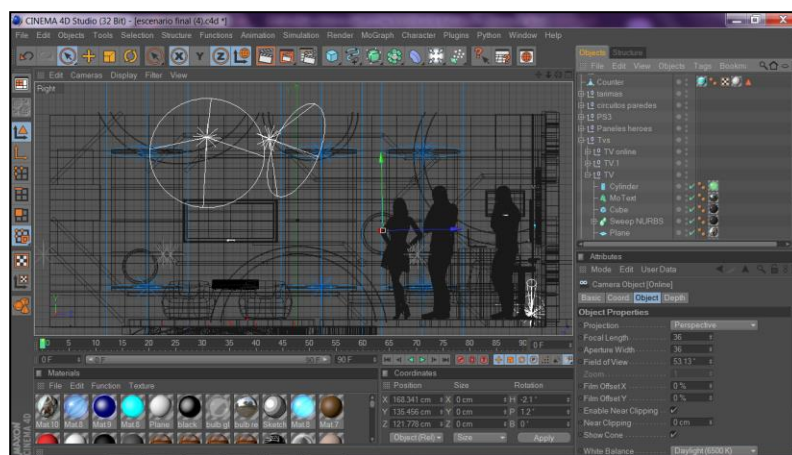 CINEMA 4D Studio (32 Bit) - [escenario final (4).c4d *]
File Edit Objects Tools Selection Structure Functions Animation Simulation Render MoGraph Character Plugins Python Window Help
Objects Structure
File Edit View Objects Tags Bookm
Edit Cameras Display Filter View
Right
Counter
tarimas
circuitos paredes
PS3
Paneles heroes
Tvs
TV online
TV 1
TV
Cylinder
MoText
Cube
Sweep NURBS
Plane
Attributes
Mode Edit User Data
Camera Object [Online]
Basic Coord. Object Depth
Object Properties
Projection Perspective
Focal Length 36
Aperture Width 36
Field of View 53.13°
Zoom 1
Film Offset X 0 %
Film Offset Y 0 %
Enable Near Clipping
Near Clipping 0 cm
Show Cone
White Balance Daylight (6500 K)
0 5 10 15 20 25 30 35 40 45 50 55 60 65 70 75 80 85 90 0 F
0 F 0 F 90 F 90 F
Materials
File Edit Function Texture
Mat.10 Mat.8 Mat.9 Mat.6 Plane black bulb gl bulb re Sketch Mat.8 Mat.7
Coordinates
Position Size Rotation
X 168.341 cm X 0 cm H -2.1°
Y 135.456 cm Y 0 cm P 1.2°
Z 121.778 cm Z 0 cm B 0°
Object (Rel) Size Apply
MAXON
CINEMA 4D